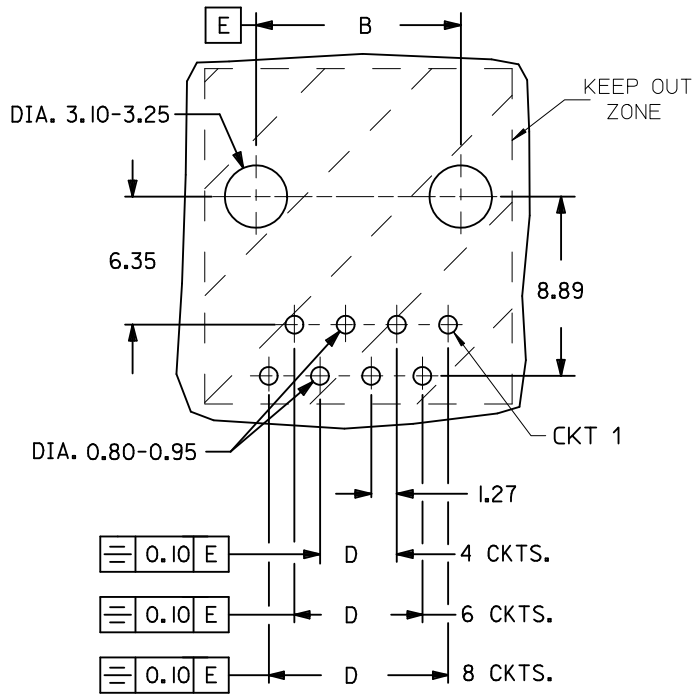 E B
KEEP OUT
ZONE
DIA. 3.10-3.25
6.35
8.89
CKT 1
DIA. 0.80-0.95
1.27
⌯ 0.10 E D 4 CKTS.
⌯ 0.10 E D 6 CKTS.
⌯ 0.10 E D 8 CKTS.